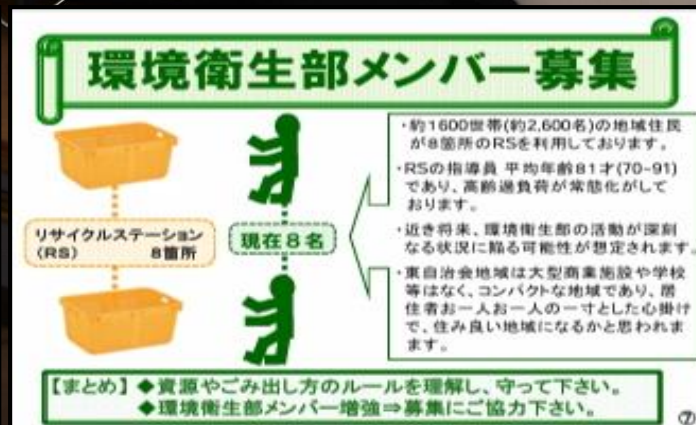 環境衛生部メンバー募集
リサイクルステーション
(RS) 8箇所
現在8名
・約1600世帯(約2,600名)の地域住民
が8箇所のRSを利用しております。
・RSの指導員 平均年齢81才(70-91)
であり、高齢過負荷が常態化がして
おります。
・近き将来、環境衛生部の活動が深刻
なる状況に陥る可能性が想定されます。
・東自治会地域は大型商業施設や学校
等はなく、コンパクトな地域であり、居
住者お一人お一人の一寸とした心掛け
で、住み良い地域になるかと思われま
ます。
【まとめ】◆資源やごみ出し方のルールを理解し、守って下さい。
◆環境衛生部メンバー増強⇒募集にご協力下さい。
⑦